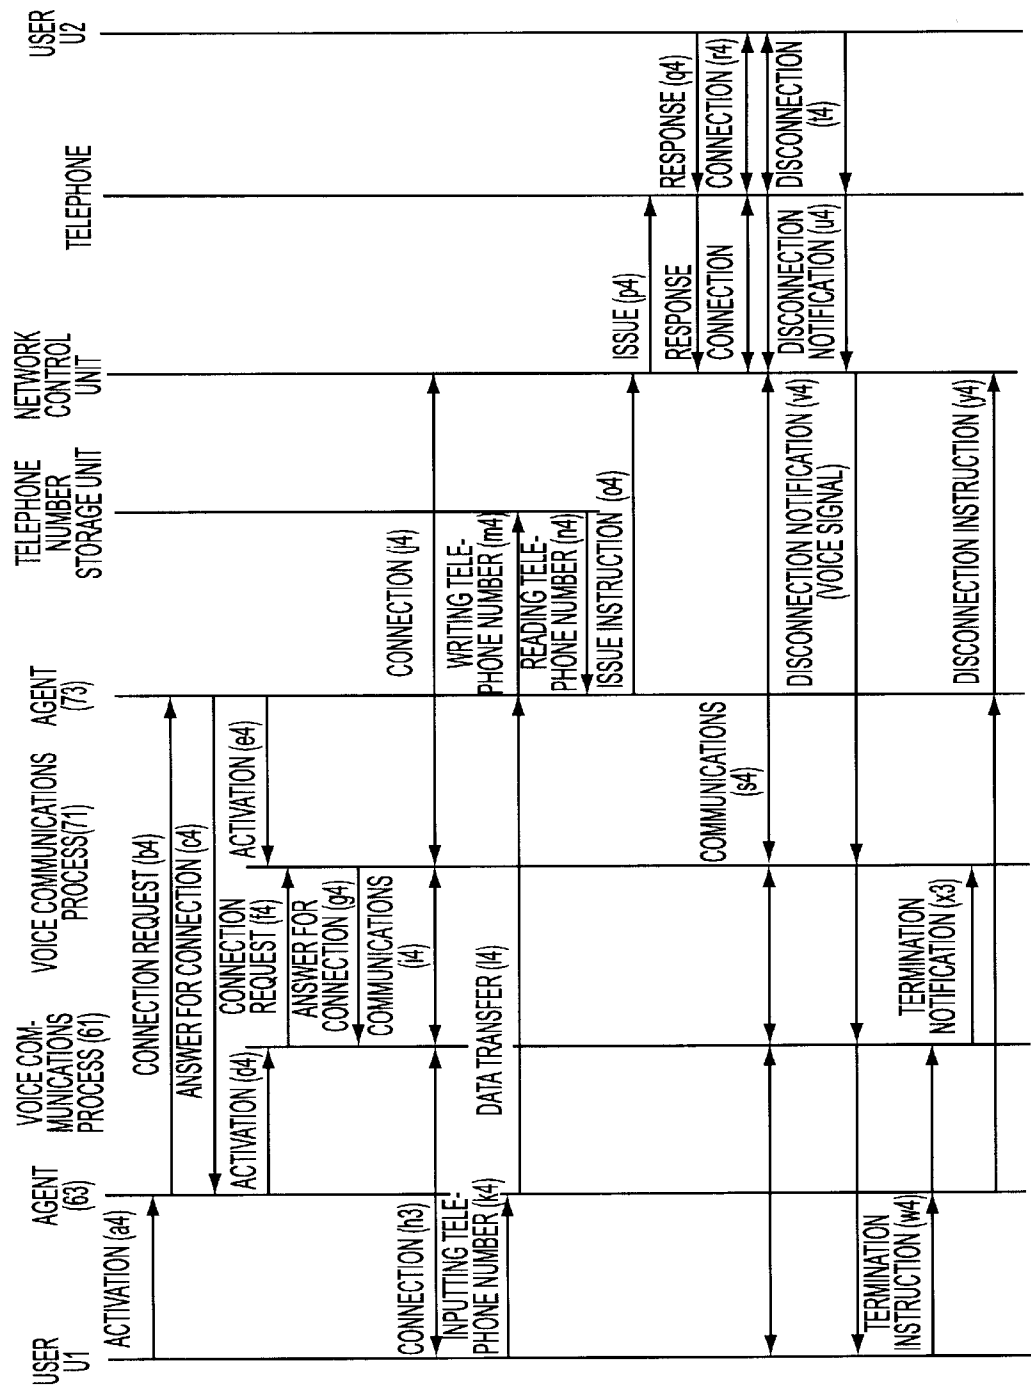 USER
U1
AGENT
(63)
VOICE COM-
MUNICATIONS
PROCESS (61)
VOICE COMMUNICATIONS
PROCESS(71)
AGENT
(73)
TELEPHONE
NUMBER
STORAGE UNIT
NETWORK
CONTROL
UNIT
TELEPHONE
USER
U2
ACTIVATION (a4)
CONNECTION REQUEST (b4)
ANSWER FOR CONNECTION (c4)
ACTIVATION (d4)
ACTIVATION (e4)
CONNECTION
REQUEST (f4)
ANSWER FOR
CONNECTION (g4)
COMMUNICATIONS
(i4)
CONNECTION (h3)
CONNECTION (j4)
INPUTTING TELE-
PHONE NUMBER (k4)
DATA TRANSFER (l4)
WRITING TELE-
PHONE NUMBER (m4)
READING TELE-
PHONE NUMBER (n4)
ISSUE INSTRUCTION (o4)
ISSUE (p4)
RESPONSE
RESPONSE (q4)
CONNECTION
CONNECTION (r4)
COMMUNICATIONS
(s4)
DISCONNECTION
(t4)
DISCONNECTION
NOTIFICATION (u4)
DISCONNECTION NOTIFICATION (v4)
(VOICE SIGNAL)
TERMINATION
INSTRUCTION (w4)
TERMINATION
NOTIFICATION (x3)
DISCONNECTION INSTRUCTION (y4)